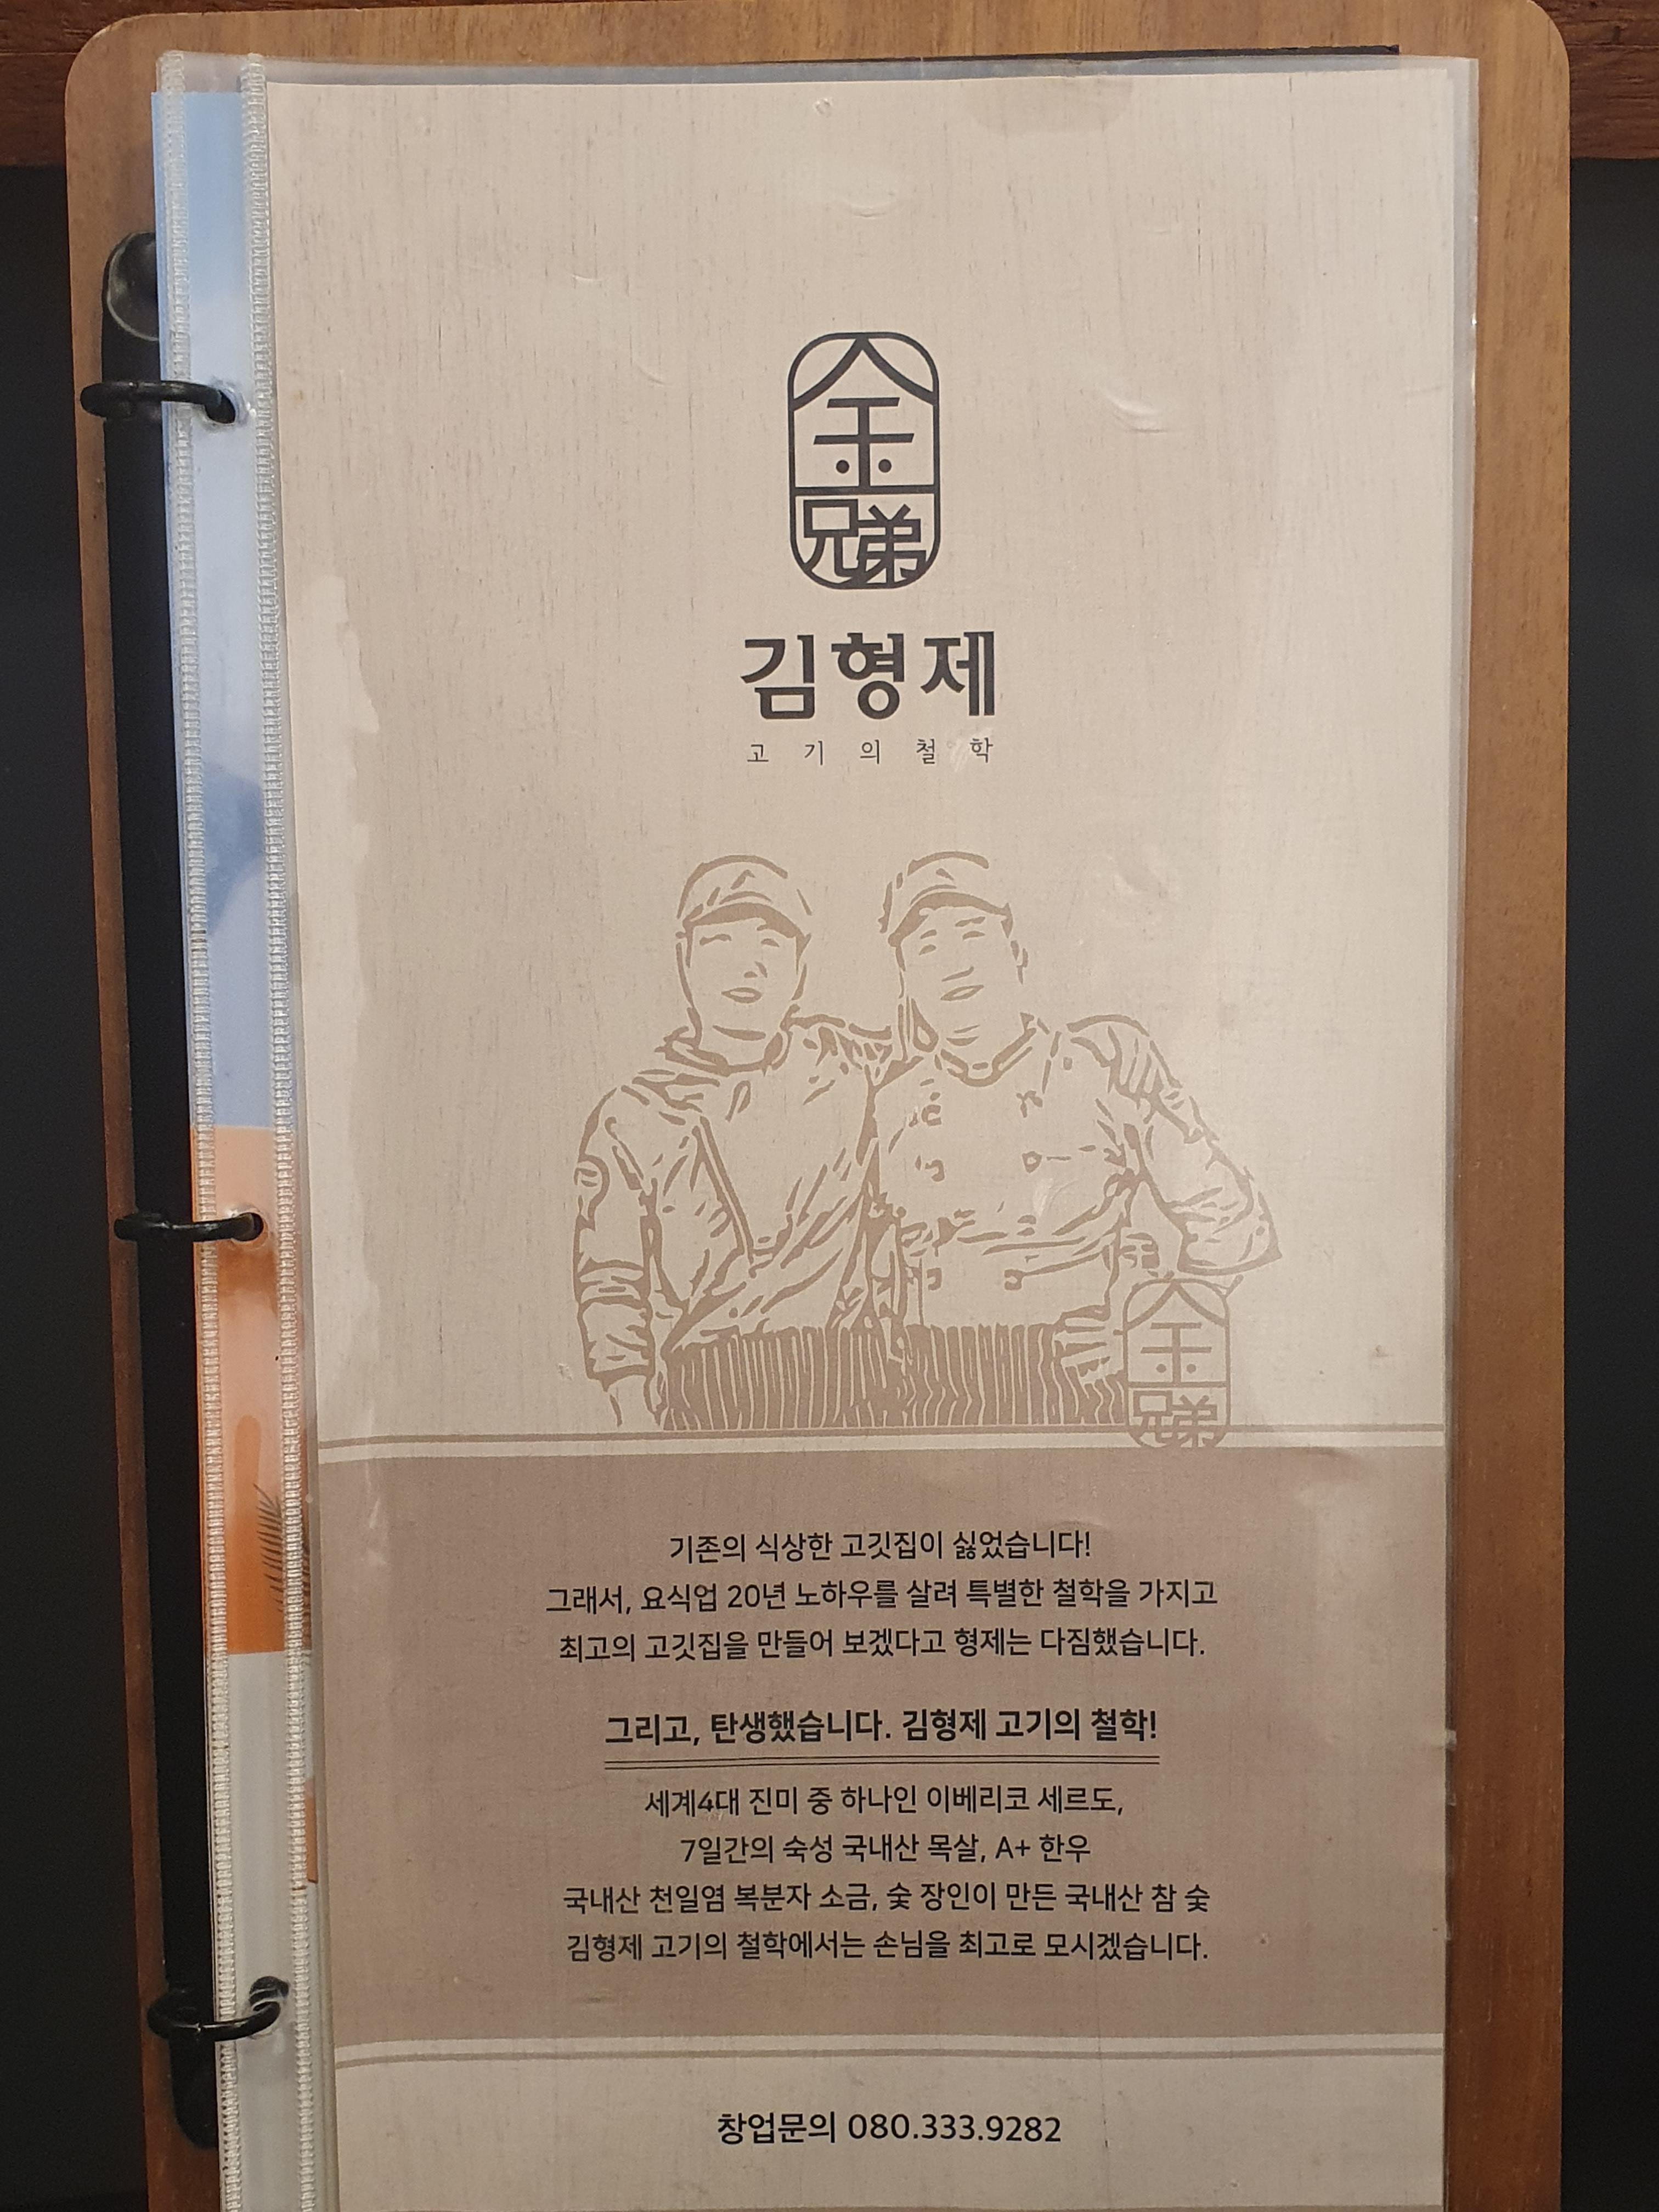 金
兄弟
김형제
고기의철학
金
兄弟
기존의 식상한 고깃집이 싫었습니다!
그래서, 요식업 20년 노하우를 살려 특별한 철학을 가지고
최고의 고깃집을 만들어 보겠다고 형제는 다짐했습니다.
그리고, 탄생했습니다. 김형제 고기의 철학!
세계4대 진미 중 하나인 이베리코 세르도,
7일간의 숙성 국내산 목살, A+ 한우
국내산 천일염 복분자 소금, 숯 장인이 만든 국내산 참 숯
김형제 고기의 철학에서는 손님을 최고로 모시겠습니다.
창업문의 080.333.9282